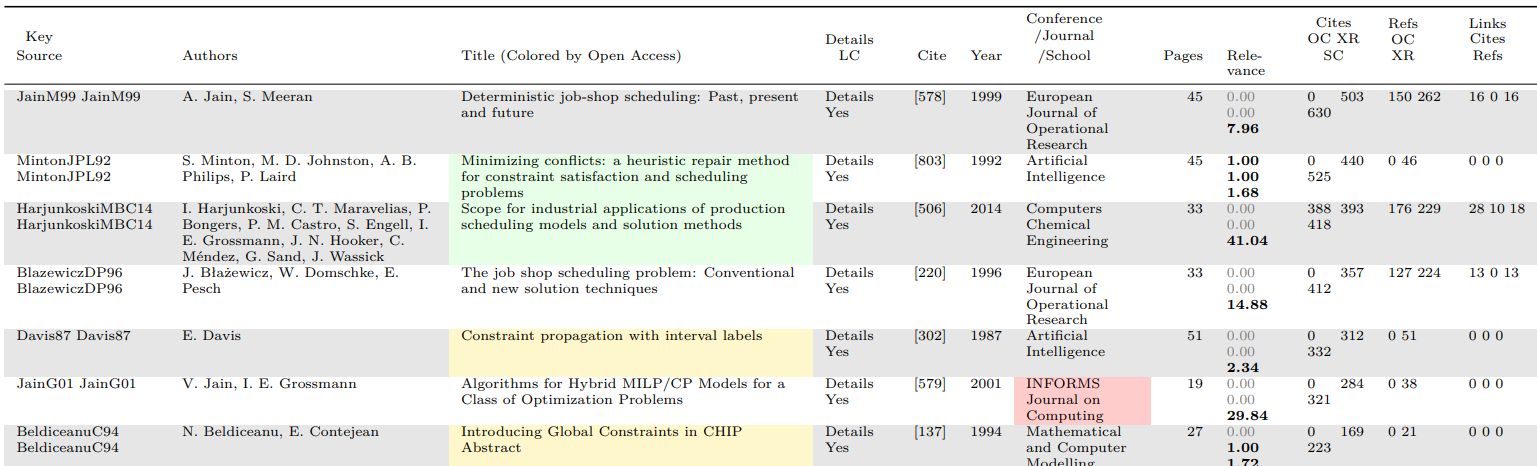 Key Source Authors Title (Colored by Open Access) Details LC Cite Year Conference /Journal /School Pages Rele- vance Cites OC XR SC Refs OC XR Links Cites Refs
JainM99 JainM99 A. Jain, S. Meeran Deterministic job-shop scheduling: Past, present Details [578] 1999 European 45 0.00 0 503 150 262 16 0 16
and future Yes Journal of 0.00 630
Operational 7.96
Research
MintonJPL92 S. Minton, M. D. Johnston, A. B. Minimizing conflicts: a heuristic repair method Details [803] 1992 Artificial 45 1.00 0 440 0 46 0 0 0
MintonJPL92 Philips, P. Laird for constraint satisfaction and scheduling Yes Intelligence 1.00 525
problems 1.68
HarjunkoskiMBC14 I. Harjunkoski, C. T. Maravelias, P. Scope for industrial applications of production Details [506] 2014 Computers 33 0.00 388 393 176 229 28 10 18
HarjunkoskiMBC14 Bongers, P. M. Castro, S. Engell, I. scheduling models and solution methods Yes Chemical 0.00 418
E. Grossmann, J. N. Hooker, C. Engineering 41.04
Méndez, G. Sand, J. Wassick
BlazewiczDP96 J. Błażewicz, W. Domschke, E. The job shop scheduling problem: Conventional Details [220] 1996 European 33 0.00 0 357 127 224 13 0 13
BlazewiczDP96 Pesch and new solution techniques Yes Journal of 0.00 412
Operational 14.88
Research
Davis87 Davis87 E. Davis Constraint propagation with interval labels Details [302] 1987 Artificial 51 0.00 0 312 0 51 0 0 0
Yes Intelligence 0.00 332
2.34
JainG01 JainG01 V. Jain, I. E. Grossmann Algorithms for Hybrid MILP/CP Models for a Details [579] 2001 INFORMS 19 0.00 0 284 0 38 0 0 0
Class of Optimization Problems Yes Journal on 0.00 321
Computing 29.84
BeldiceanuC94 N. Beldiceanu, E. Contejean Introducing Global Constraints in CHIP Details [137] 1994 Mathematical 27 0.00 0 169 0 21 0 0 0
BeldiceanuC94 Abstract Yes and Computer 1.00 223
Modelling 1.72